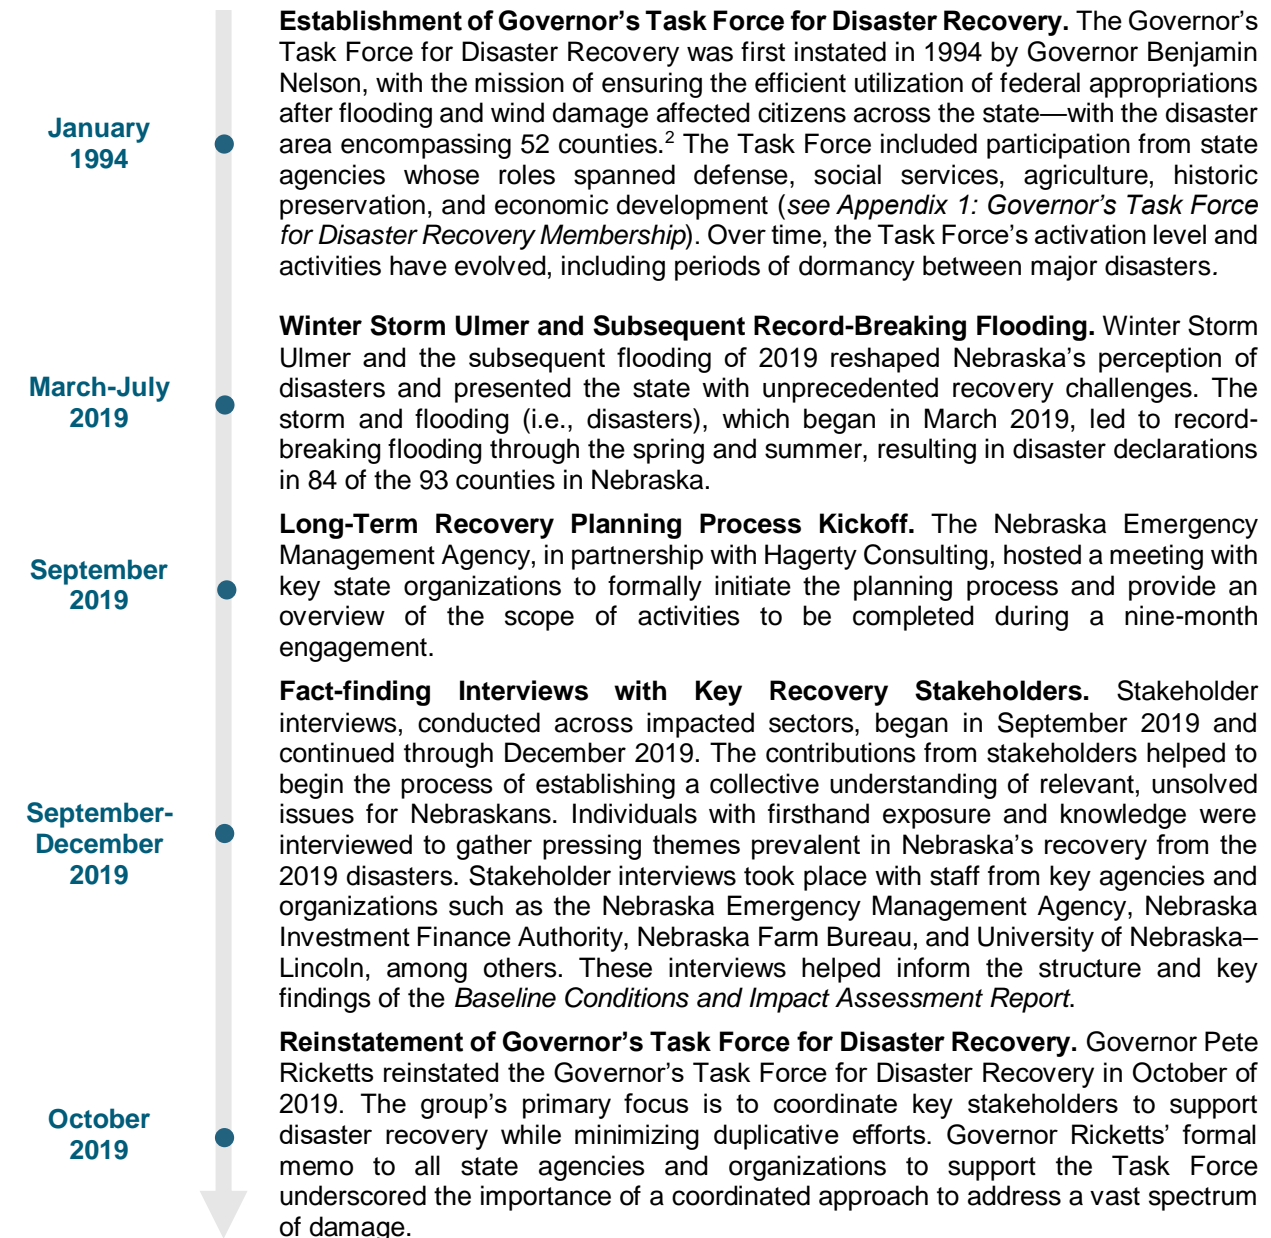 January
1994
Establishment of Governor’s Task Force for Disaster Recovery. The Governor’s
Task Force for Disaster Recovery was first instated in 1994 by Governor Benjamin
Nelson, with the mission of ensuring the efficient utilization of federal appropriations
after flooding and wind damage affected citizens across the state—with the disaster
area encompassing 52 counties.2 The Task Force included participation from state
agencies whose roles spanned defense, social services, agriculture, historic
preservation, and economic development (see Appendix 1: Governor’s Task Force
for Disaster Recovery Membership). Over time, the Task Force’s activation level and
activities have evolved, including periods of dormancy between major disasters.
March-July
2019
Winter Storm Ulmer and Subsequent Record-Breaking Flooding. Winter Storm
Ulmer and the subsequent flooding of 2019 reshaped Nebraska’s perception of
disasters and presented the state with unprecedented recovery challenges. The
storm and flooding (i.e., disasters), which began in March 2019, led to record-
breaking flooding through the spring and summer, resulting in disaster declarations
in 84 of the 93 counties in Nebraska.
September
2019
Long-Term Recovery Planning Process Kickoff. The Nebraska Emergency
Management Agency, in partnership with Hagerty Consulting, hosted a meeting with
key state organizations to formally initiate the planning process and provide an
overview of the scope of activities to be completed during a nine-month
engagement.
September-
December
2019
Fact-finding Interviews with Key Recovery Stakeholders. Stakeholder
interviews, conducted across impacted sectors, began in September 2019 and
continued through December 2019. The contributions from stakeholders helped to
begin the process of establishing a collective understanding of relevant, unsolved
issues for Nebraskans. Individuals with firsthand exposure and knowledge were
interviewed to gather pressing themes prevalent in Nebraska’s recovery from the
2019 disasters. Stakeholder interviews took place with staff from key agencies and
organizations such as the Nebraska Emergency Management Agency, Nebraska
Investment Finance Authority, Nebraska Farm Bureau, and University of Nebraska–
Lincoln, among others. These interviews helped inform the structure and key
findings of the Baseline Conditions and Impact Assessment Report.
October
2019
Reinstatement of Governor’s Task Force for Disaster Recovery. Governor Pete
Ricketts reinstated the Governor’s Task Force for Disaster Recovery in October of
2019. The group’s primary focus is to coordinate key stakeholders to support
disaster recovery while minimizing duplicative efforts. Governor Ricketts’ formal
memo to all state agencies and organizations to support the Task Force
underscored the importance of a coordinated approach to address a vast spectrum
of damage.